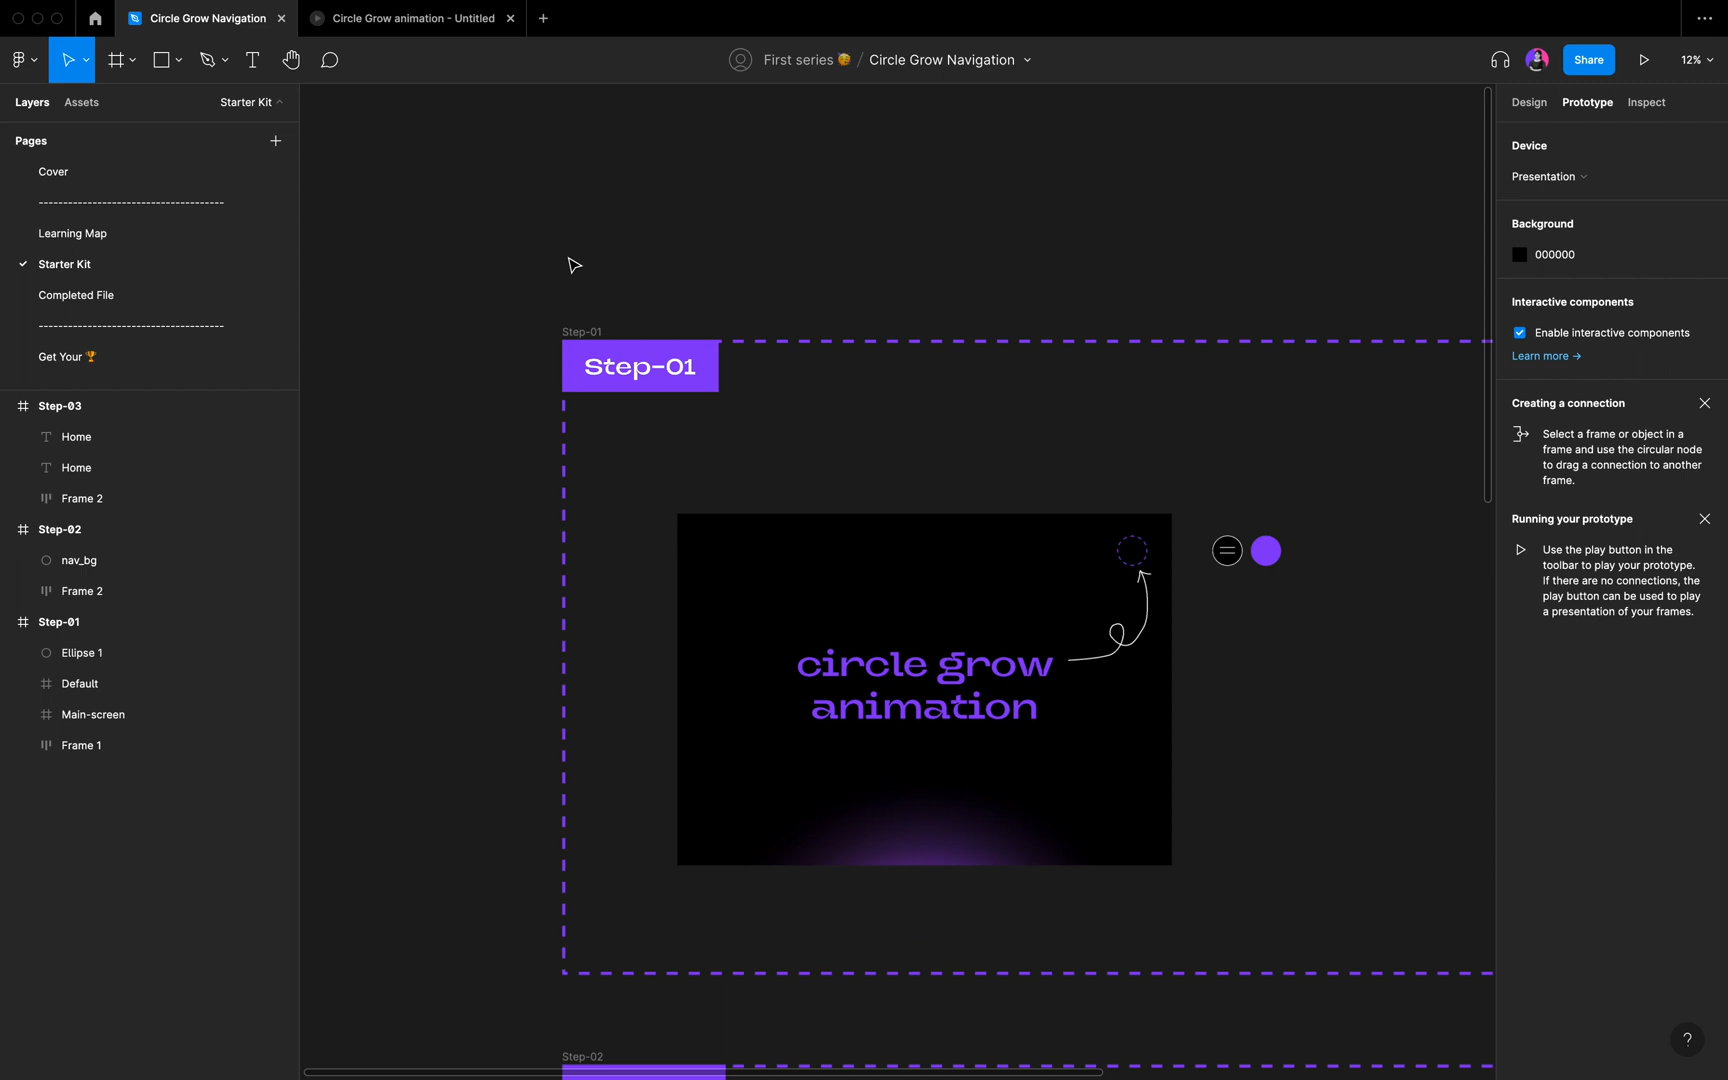 Circle Grow Navigation
Circle Grow animation - Untitled
First series 🥳 / Circle Grow Navigation
Share
12%
Layers
Assets
Starter Kit
Pages
Cover
--------------------------------------
Learning Map
Starter Kit
Completed File
--------------------------------------
Get Your 🏆
Step-03
Home
Home
Frame 2
Step-02
nav_bg
Frame 2
Step-01
Ellipse 1
Default
Main-screen
Frame 1
Step-01
Step-01
circle grow
animation
Step-02
Design
Prototype
Inspect
Device
Presentation
Background
000000
Interactive components
Enable interactive components
Learn more →
Creating a connection
Select a frame or object in a
frame and use the circular node
to drag a connection to another
frame.
Running your prototype
Use the play button in the
toolbar to play your prototype.
If there are no connections, the
play button can be used to play
a presentation of your frames.
?